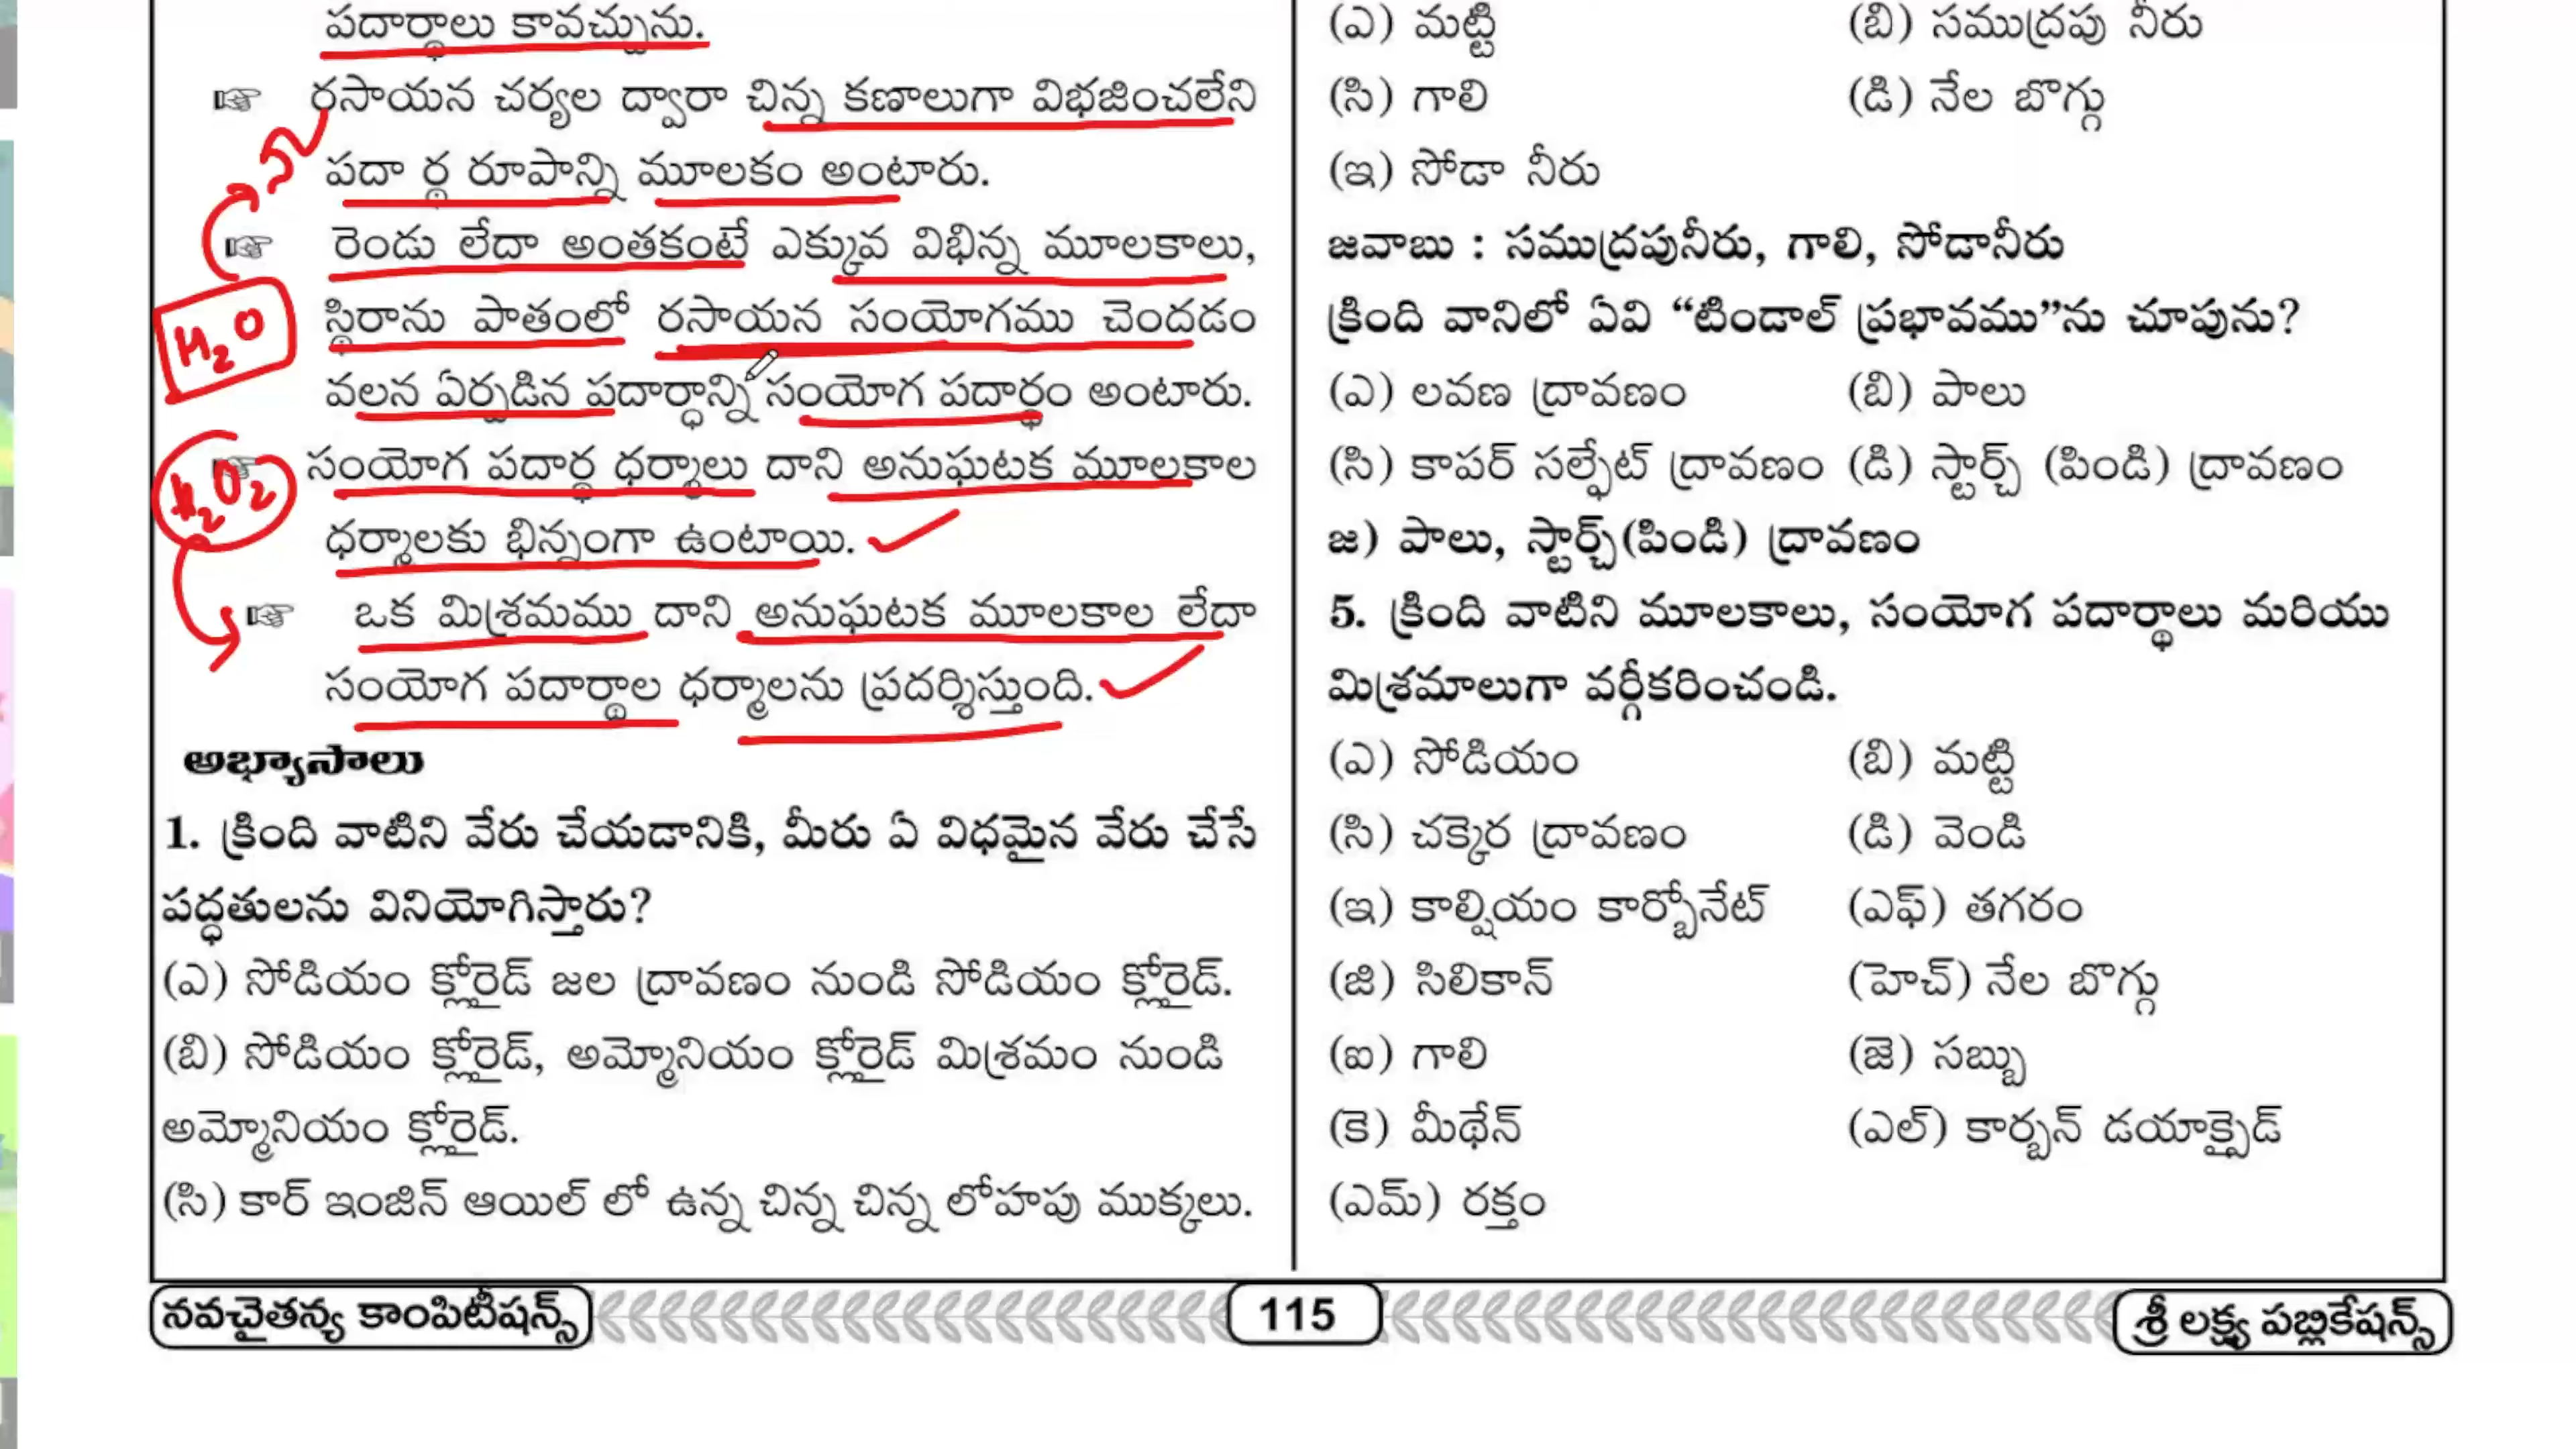 పదార్థాలు కావచ్చును.
☞ రసాయన చర్యల ద్వారా చిన్న కణాలుగా విభజించలేని
పదా ర్థ రూపాన్ని మూలకం అంటారు.
☞ రెండు లేదా అంతకంటే ఎక్కువ విభిన్న మూలకాలు,
స్థిరాను పాతంలో రసాయన సంయోగము చెందడం
H2O
వలన ఏర్పడిన పదార్ధాన్ని సంయోగ పదార్థం అంటారు.
☞ సంయోగ పదార్థ ధర్మాలు దాని అనుఘటక మూలకాల
H2O2
ధర్మాలకు భిన్నంగా ఉంటాయి.
☞ ఒక మిశ్రమము దాని అనుఘటక మూలకాల లేదా
సంయోగ పదార్థాల ధర్మాలను ప్రదర్శిస్తుంది.
అభ్యాసాలు
1. క్రింది వాటిని వేరు చేయడానికి, మీరు ఏ విధమైన వేరు చేసే
పద్ధతులను వినియోగిస్తారు?
(ఎ) సోడియం క్లోరైడ్ జల ద్రావణం నుండి సోడియం క్లోరైడ్.
(బి) సోడియం క్లోరైడ్, అమ్మోనియం క్లోరైడ్ మిశ్రమం నుండి
అమ్మోనియం క్లోరైడ్.
(సి) కార్ ఇంజిన్ ఆయిల్ లో ఉన్న చిన్న చిన్న లోహపు ముక్కలు.
(ఎ) మట్టి (బి) సముద్రపు నీరు
(సి) గాలి (డి) నేల బొగ్గు
(ఇ) సోడా నీరు
జవాబు : సముద్రపునీరు, గాలి, సోడానీరు
క్రింది వానిలో ఏవి “టిండాల్ ప్రభావము”ను చూపును?
(ఎ) లవణ ద్రావణం (బి) పాలు
(సి) కాపర్ సల్ఫేట్ ద్రావణం (డి) స్టార్చ్ (పిండి) ద్రావణం
జ) పాలు, స్టార్చ్(పిండి) ద్రావణం
5. క్రింది వాటిని మూలకాలు, సంయోగ పదార్థాలు మరియు
మిశ్రమాలుగా వర్గీకరించండి.
(ఎ) సోడియం (బి) మట్టి
(సి) చక్కెర ద్రావణం (డి) వెండి
(ఇ) కాల్షియం కార్బోనేట్ (ఎఫ్) తగరం
(జి) సిలికాన్ (హెచ్) నేల బొగ్గు
(ఐ) గాలి (జె) సబ్బు
(కె) మీథేన్ (ఎల్) కార్బన్ డయాక్సైడ్
(ఎమ్) రక్తం
నవచైతన్య కాంపిటీషన్స్ 115 శ్రీ లక్ష్య పబ్లికేషన్స్